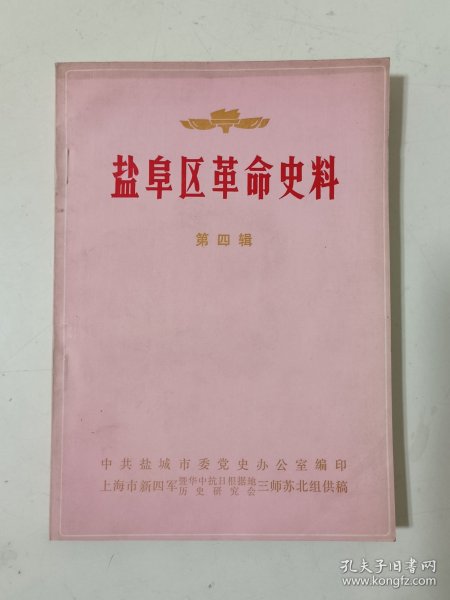 盐阜区革命史料
第四辑
中共盐城市委党史办公室编印
上海市新四军暨华中抗日根据地历史研究会三师苏北组供稿
孔夫子旧书网
www.kongfz.com